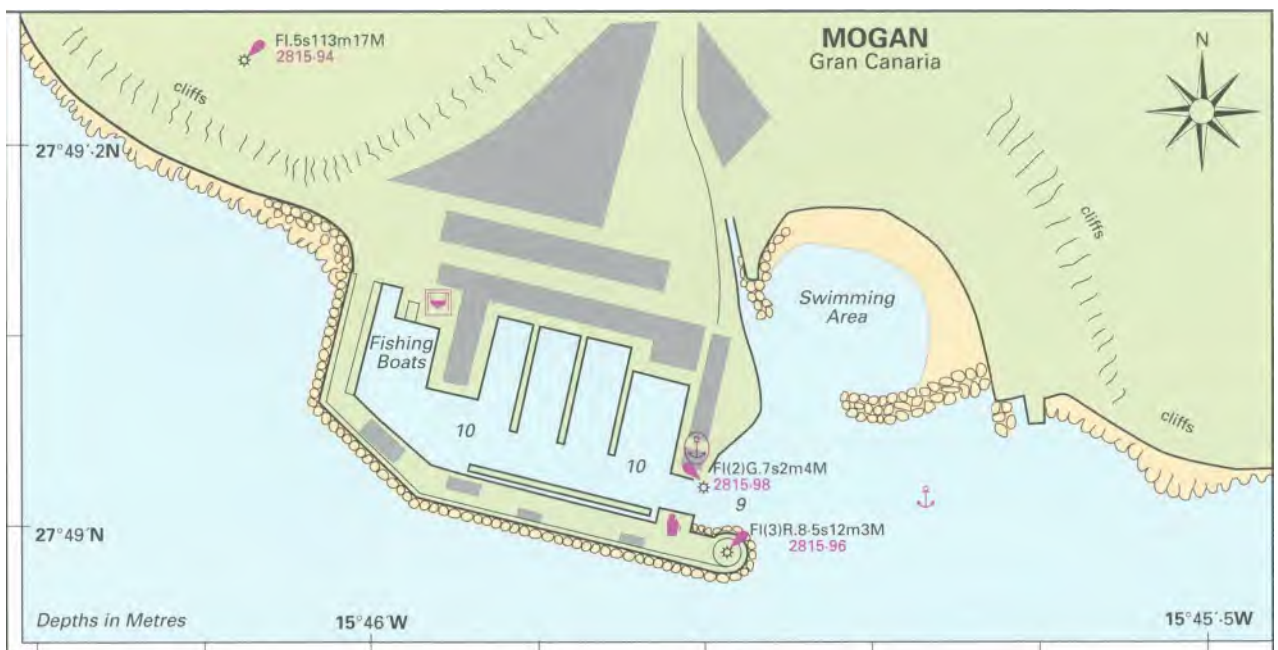 Fl.5s113m17M
2815·94
MOGAN
Gran Canaria
N
cliffs
27°49´·2N
cliffs
Swimming
Area
Fishing
Boats
cliffs
10
10
Fl(2)G.7s2m4M
2815·98
9
27°49´N
Fl(3)R.8·5s12m3M
2815·96
Depths in Metres
15°46´W
15°45´·5W